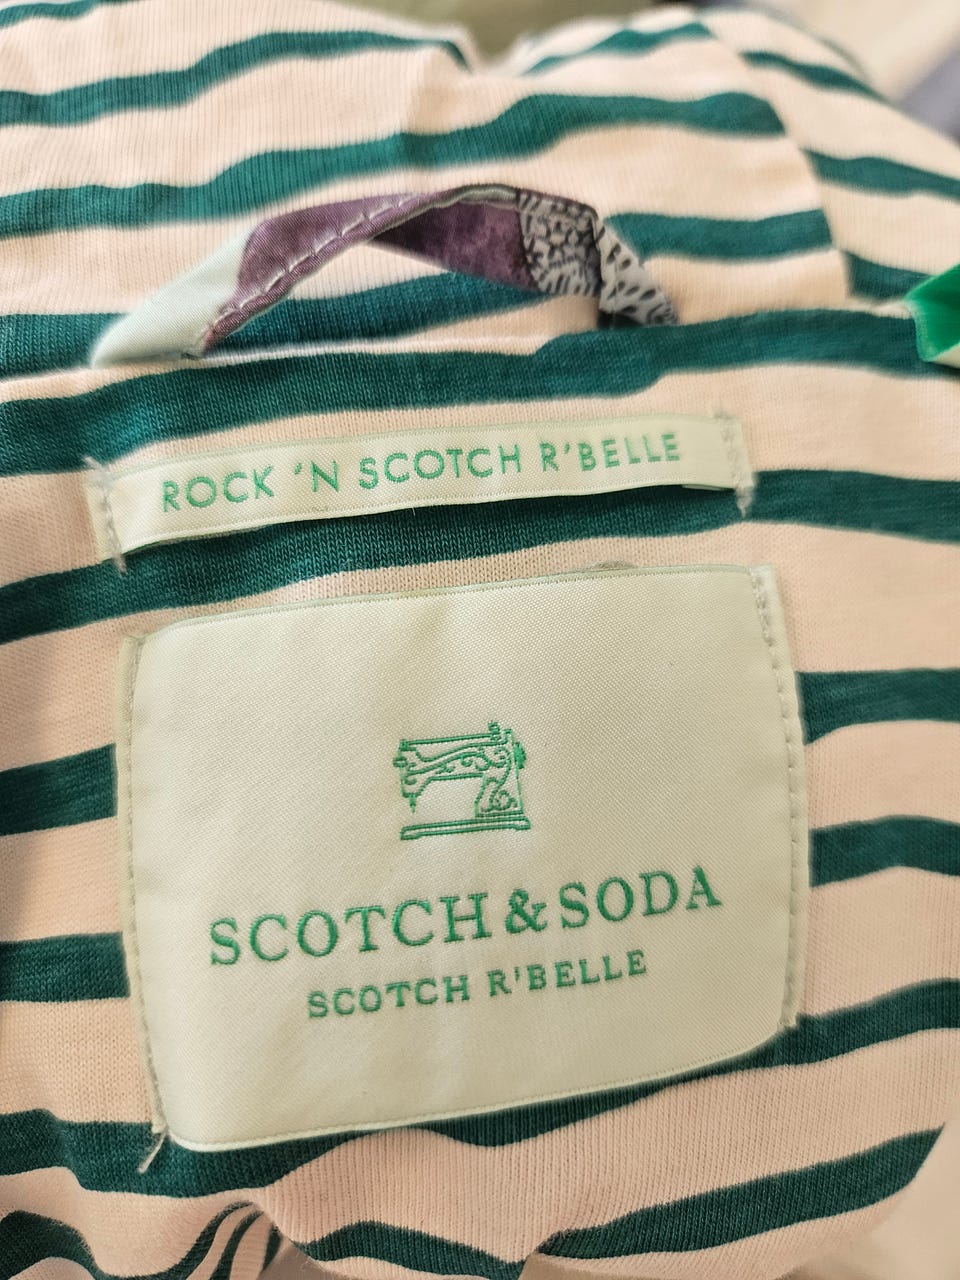 ROCK 'N SCOTCH R'BELLE
SCOTCH & SODA
SCOTCH R'BELLE